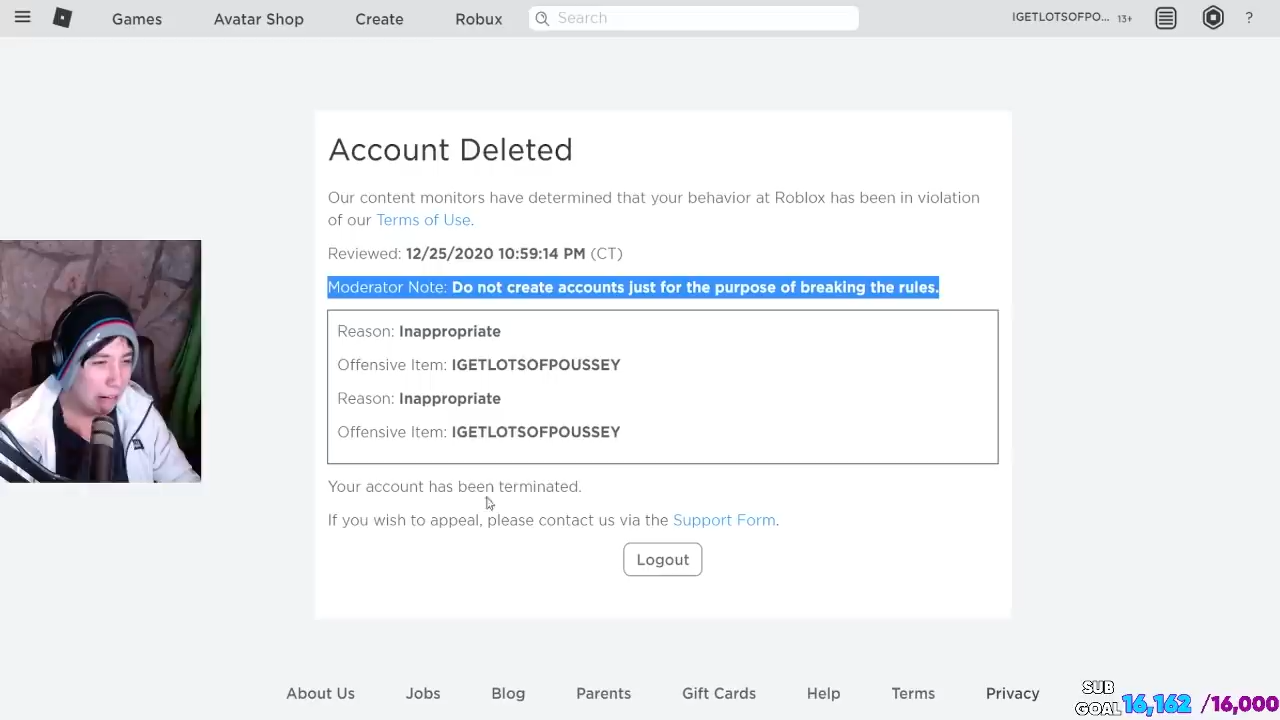 Games Avatar Shop Create Robux Search IGETLOTSOFPO... 13+ ?
Account Deleted
Our content monitors have determined that your behavior at Roblox has been in violation
of our Terms of Use.
Reviewed: 12/25/2020 10:59:14 PM (CT)
Moderator Note: Do not create accounts just for the purpose of breaking the rules.
Reason: Inappropriate
Offensive Item: IGETLOTSOFPOUSSEY
Reason: Inappropriate
Offensive Item: IGETLOTSOFPOUSSEY
Your account has been terminated.
If you wish to appeal, please contact us via the Support Form.
Logout
About Us Jobs Blog Parents Gift Cards Help Terms Privacy
SUB
GOAL 16,162 /16,000